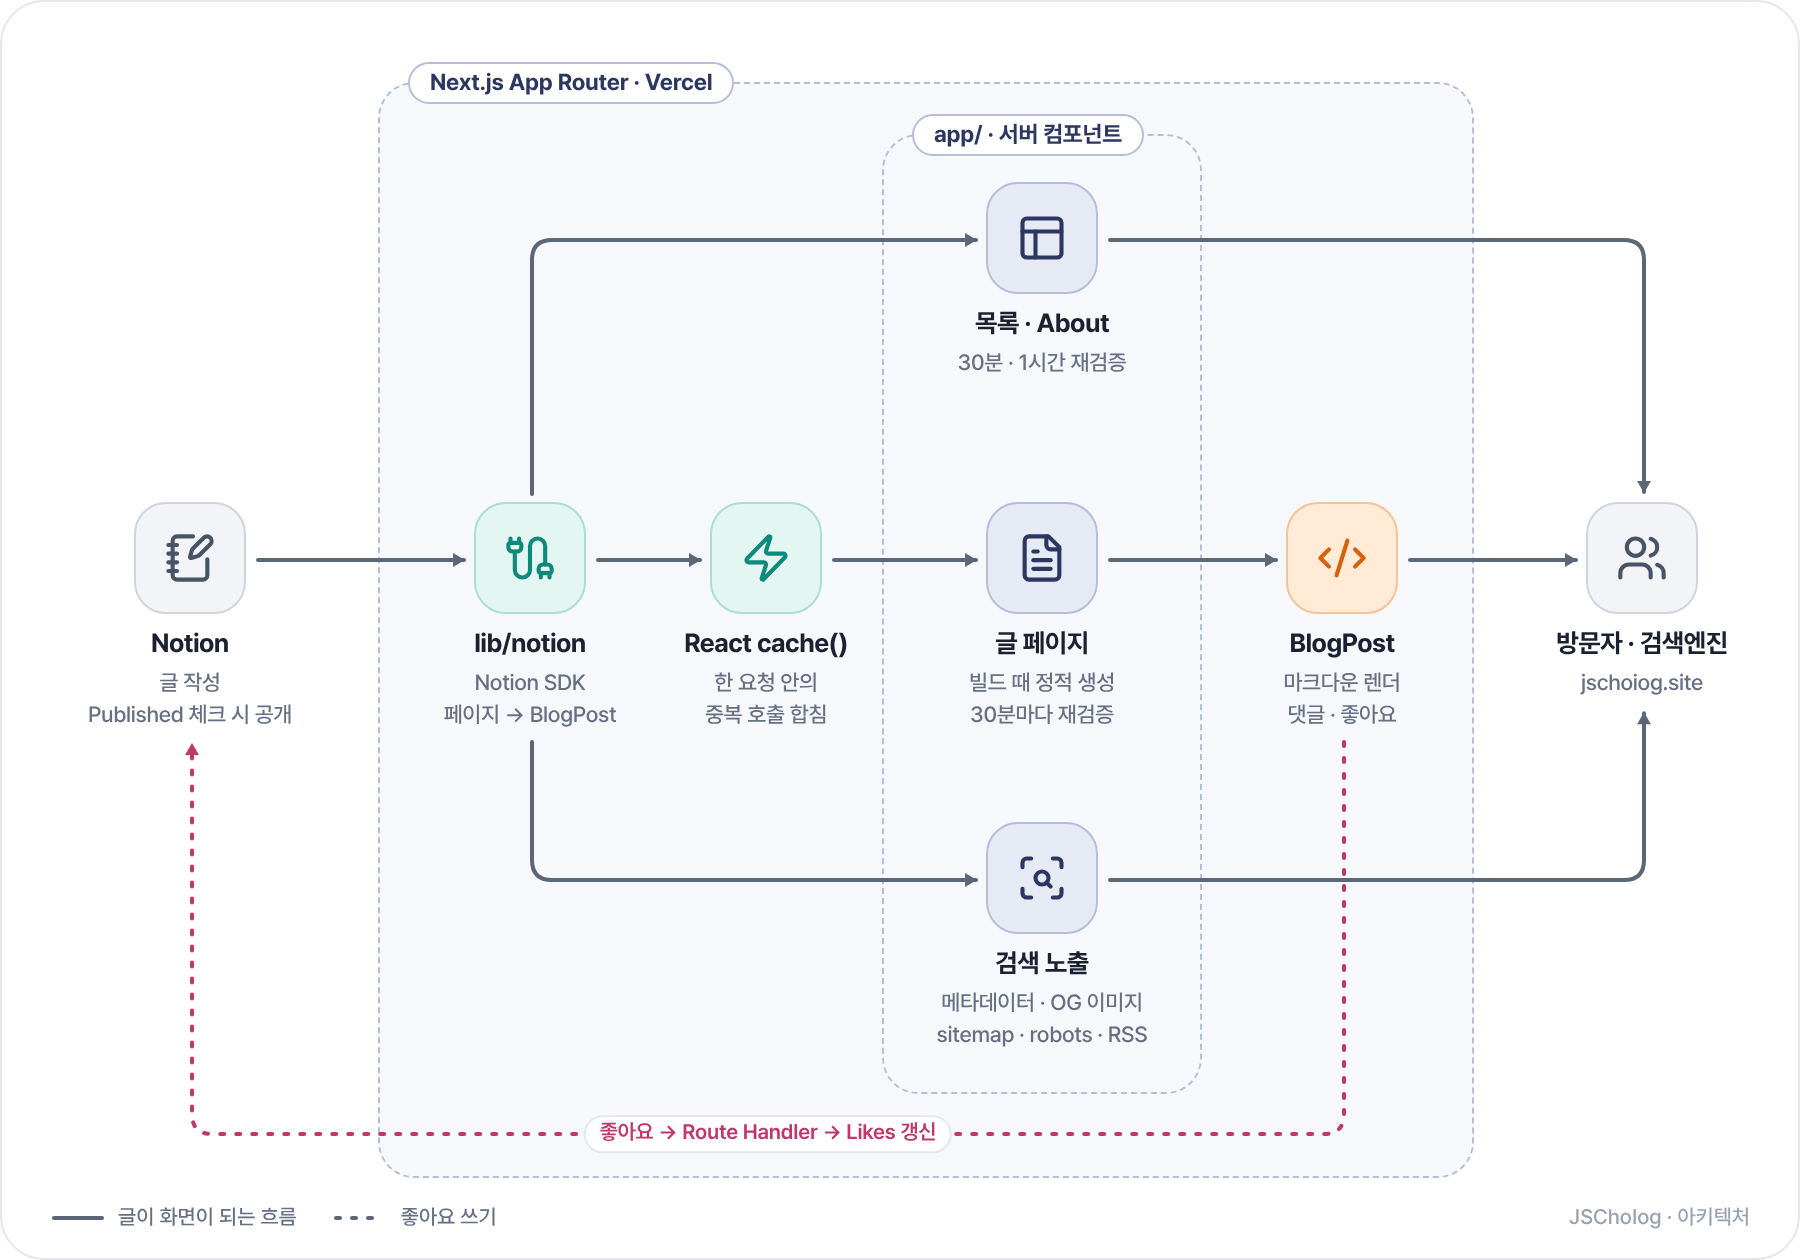 Next.js App Router · Vercel
app/ · 서버 컴포넌트
목록 · About
30분 · 1시간 재검증
Notion
글 작성
Published 체크 시 공개
lib/notion
Notion SDK
페이지 → BlogPost
React cache()
한 요청 안의
중복 호출 합침
글 페이지
빌드 때 정적 생성
30분마다 재검증
BlogPost
마크다운 렌더
댓글 · 좋아요
방문자 · 검색엔진
jschoiog.site
검색 노출
메타데이터 · OG 이미지
sitemap · robots · RSS
좋아요 → Route Handler → Likes 갱신
글이 화면이 되는 흐름
좋아요 쓰기
JSCholog · 아키텍처